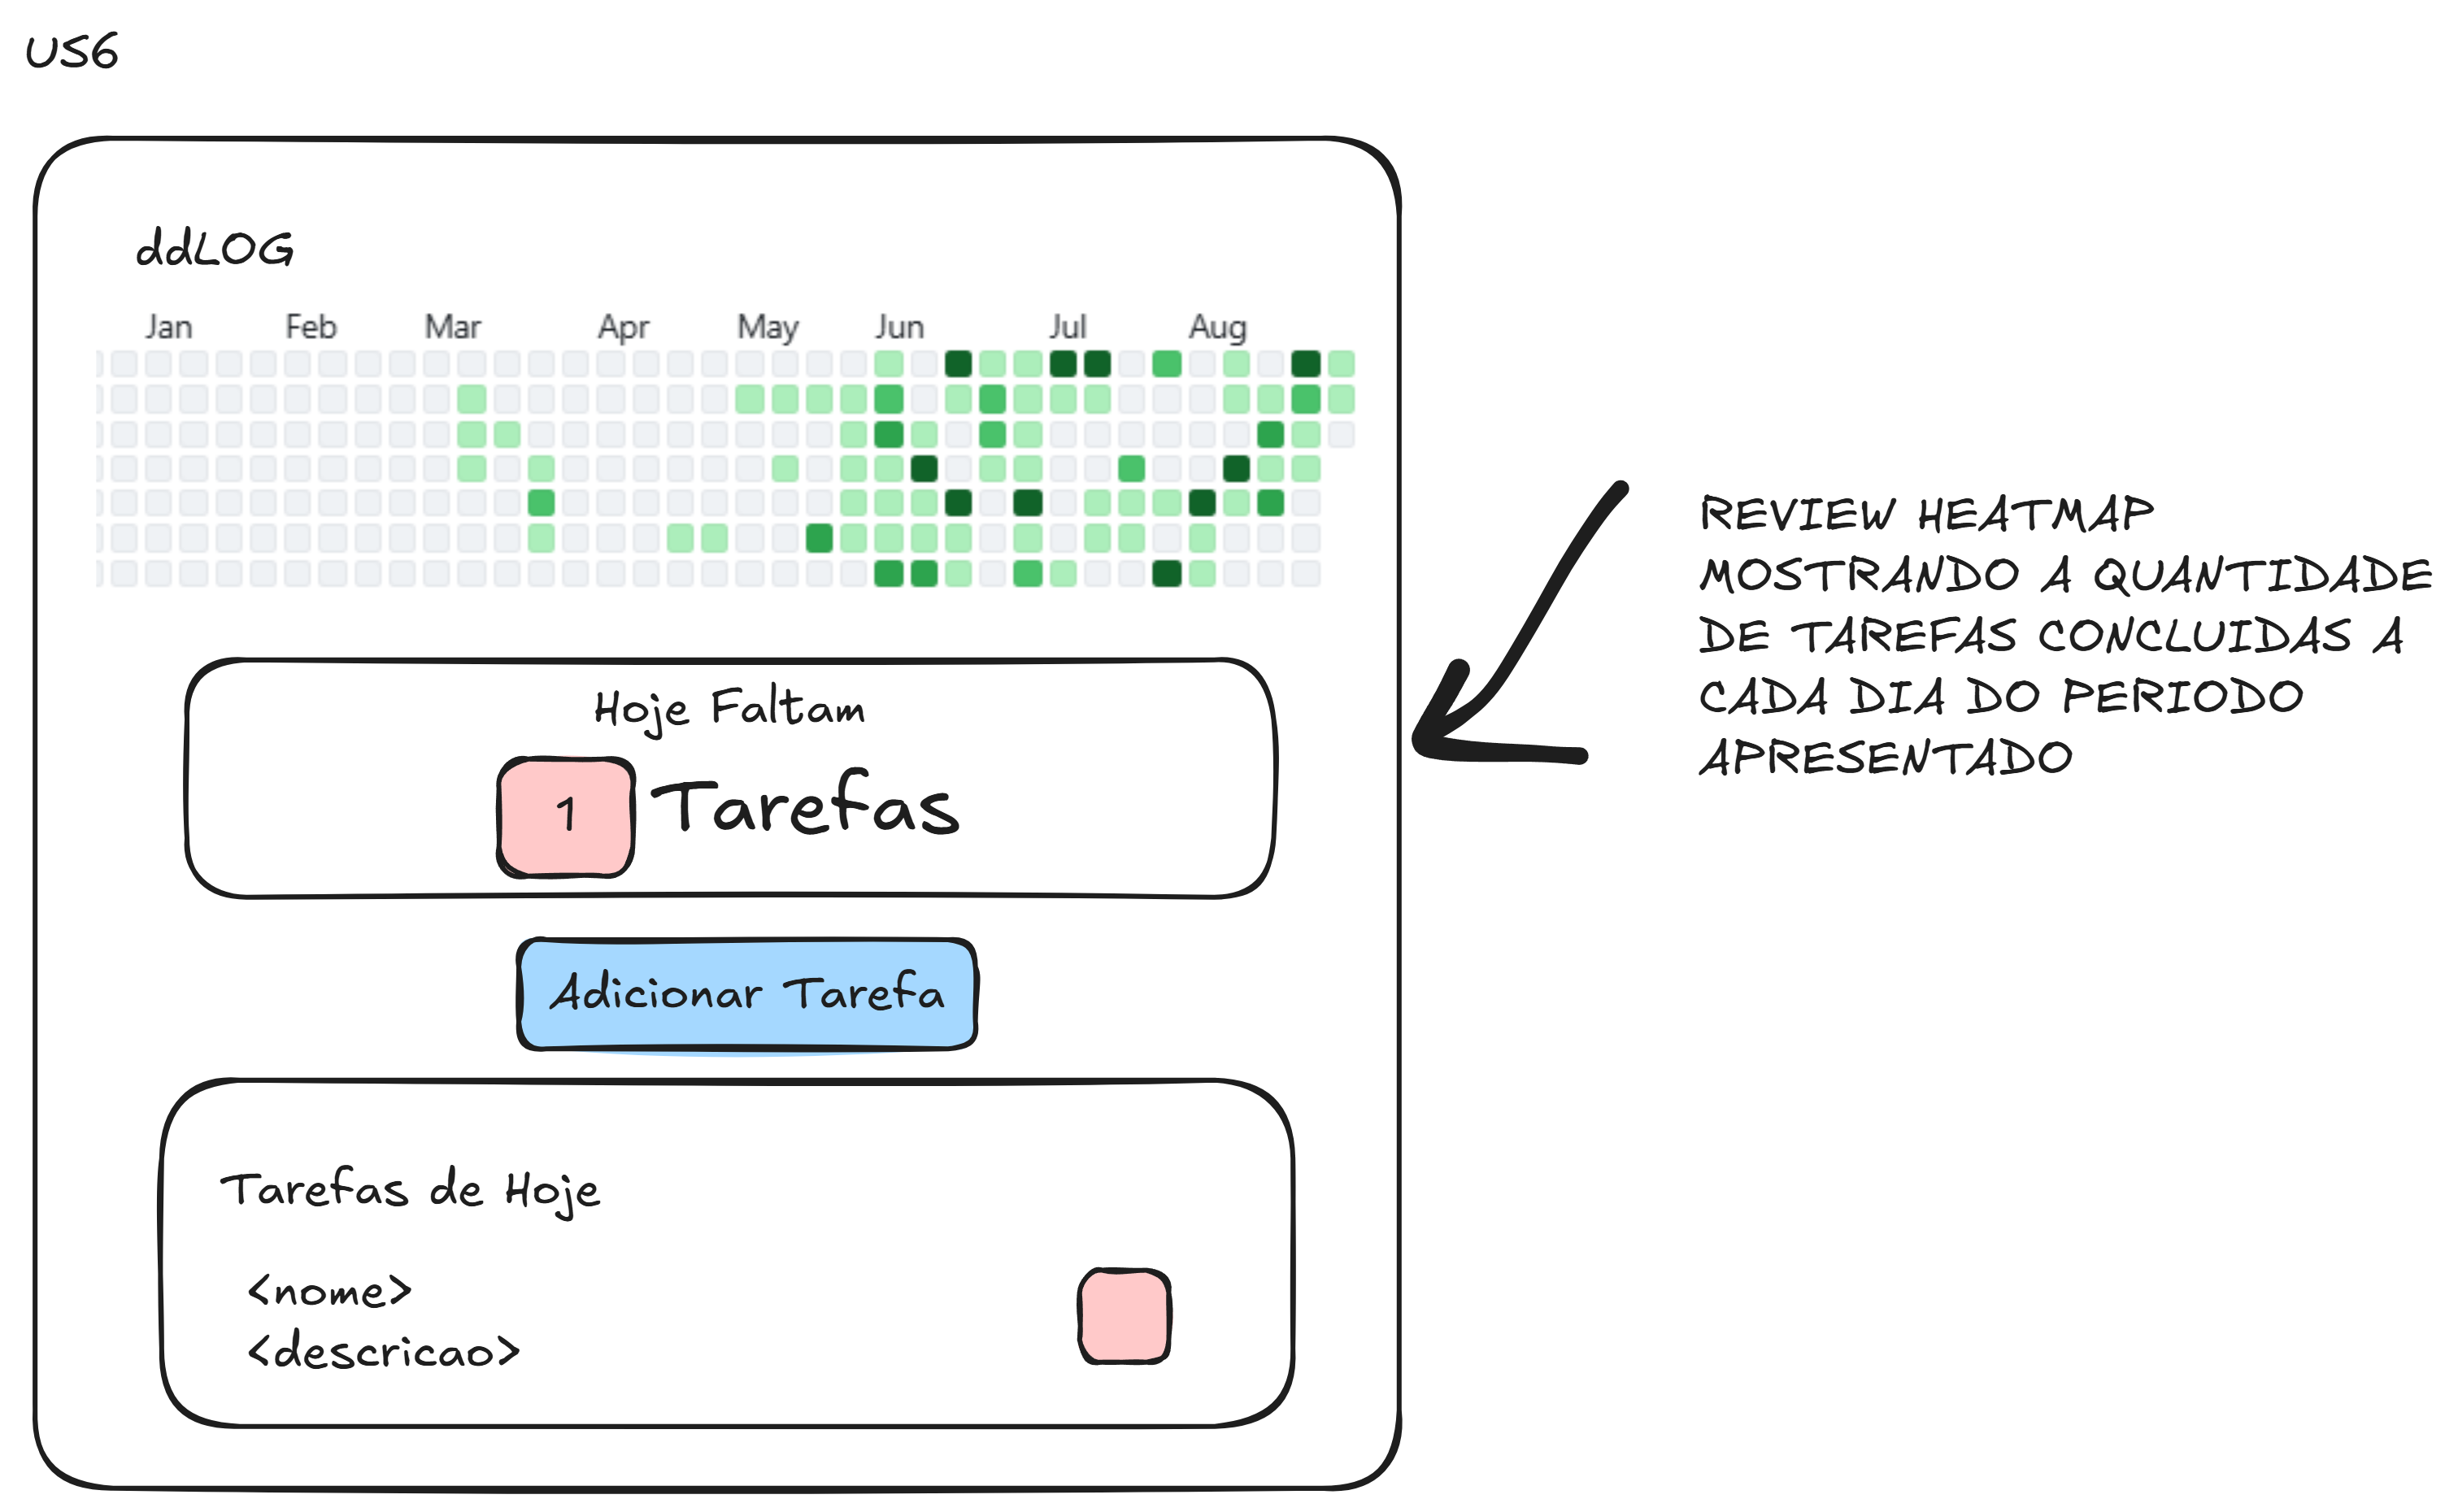 US6
ddLOG
Jan Feb Mar Apr May Jun Jul Aug
Hoje Faltam
1 Tarefas
Adicionar Tarefa
Tarefas de Hoje
<nome>
<descricao>
REVIEW HEATMAP
MOSTRANDO A QUANTIDADE
DE TAREFAS CONCLUIDAS A
CADA DIA DO PERIODO
APRESENTADO